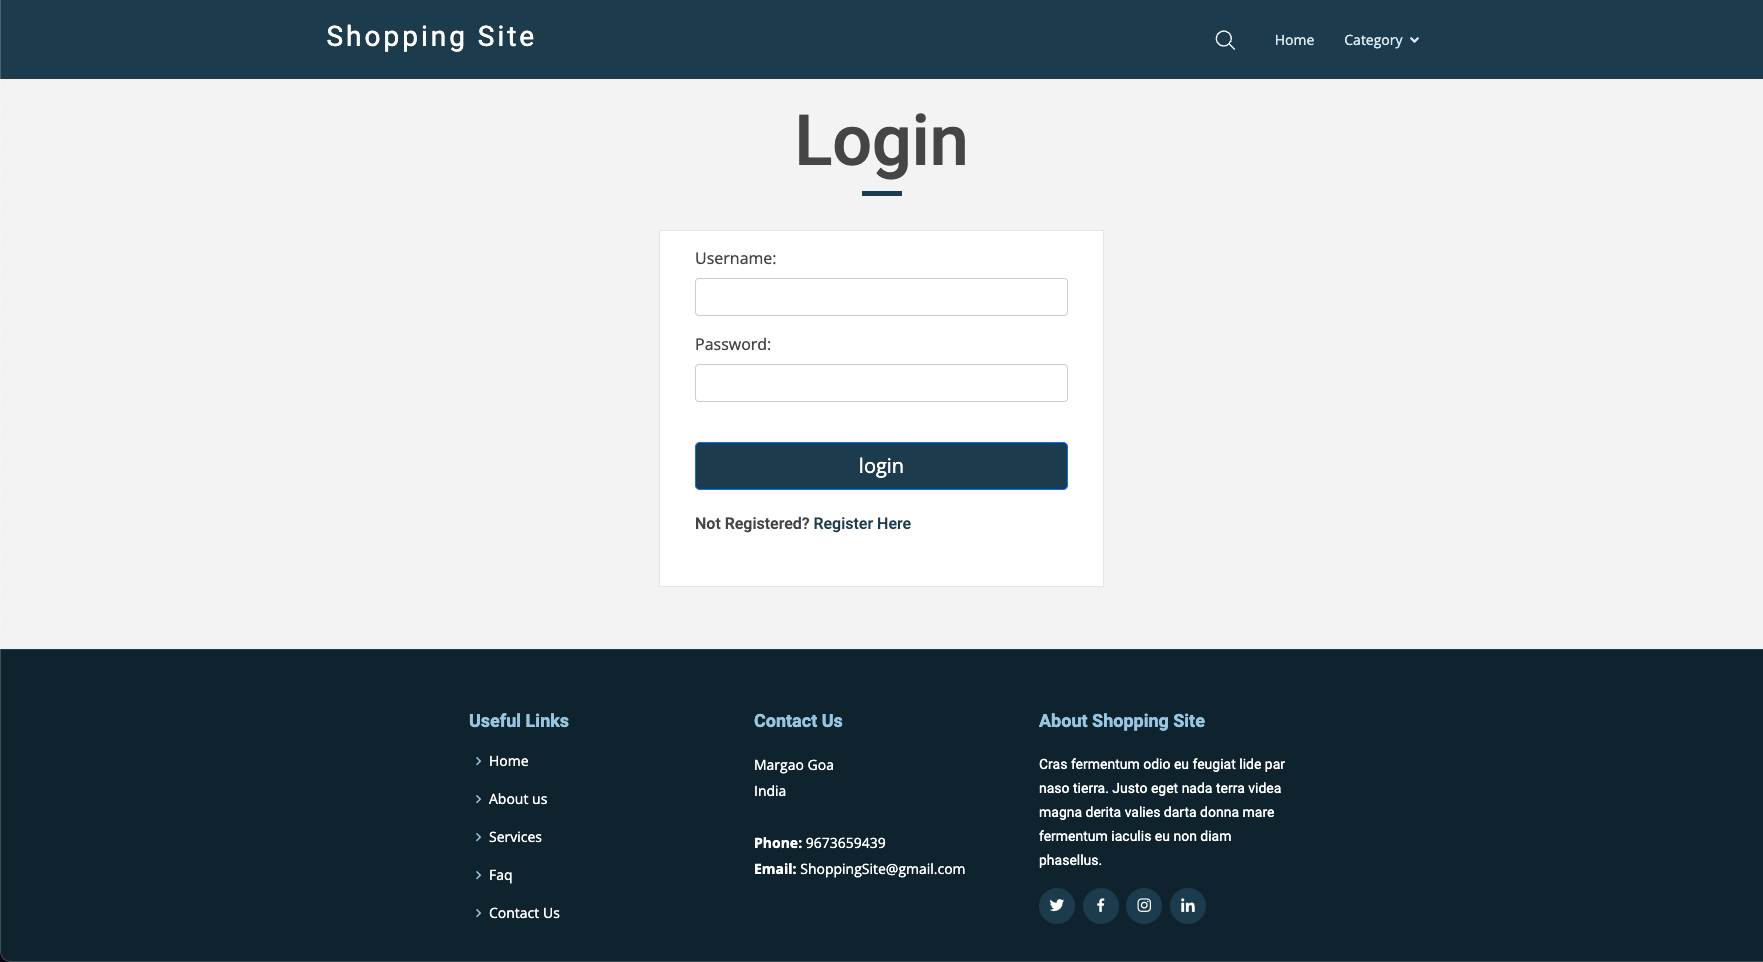 Shopping Site
Home
Category
Login
Username:
Password:
login
Not Registered? Register Here
Useful Links
Home
About us
Services
Faq
Contact Us
Contact Us
Margao Goa
India
Phone: 9673659439
Email: ShoppingSite@gmail.com
About Shopping Site
Cras fermentum odio eu feugiat lide par
naso tierra. Justo eget nada terra videa
magna derita valies darta donna mare
fermentum iaculis eu non diam
phasellus.